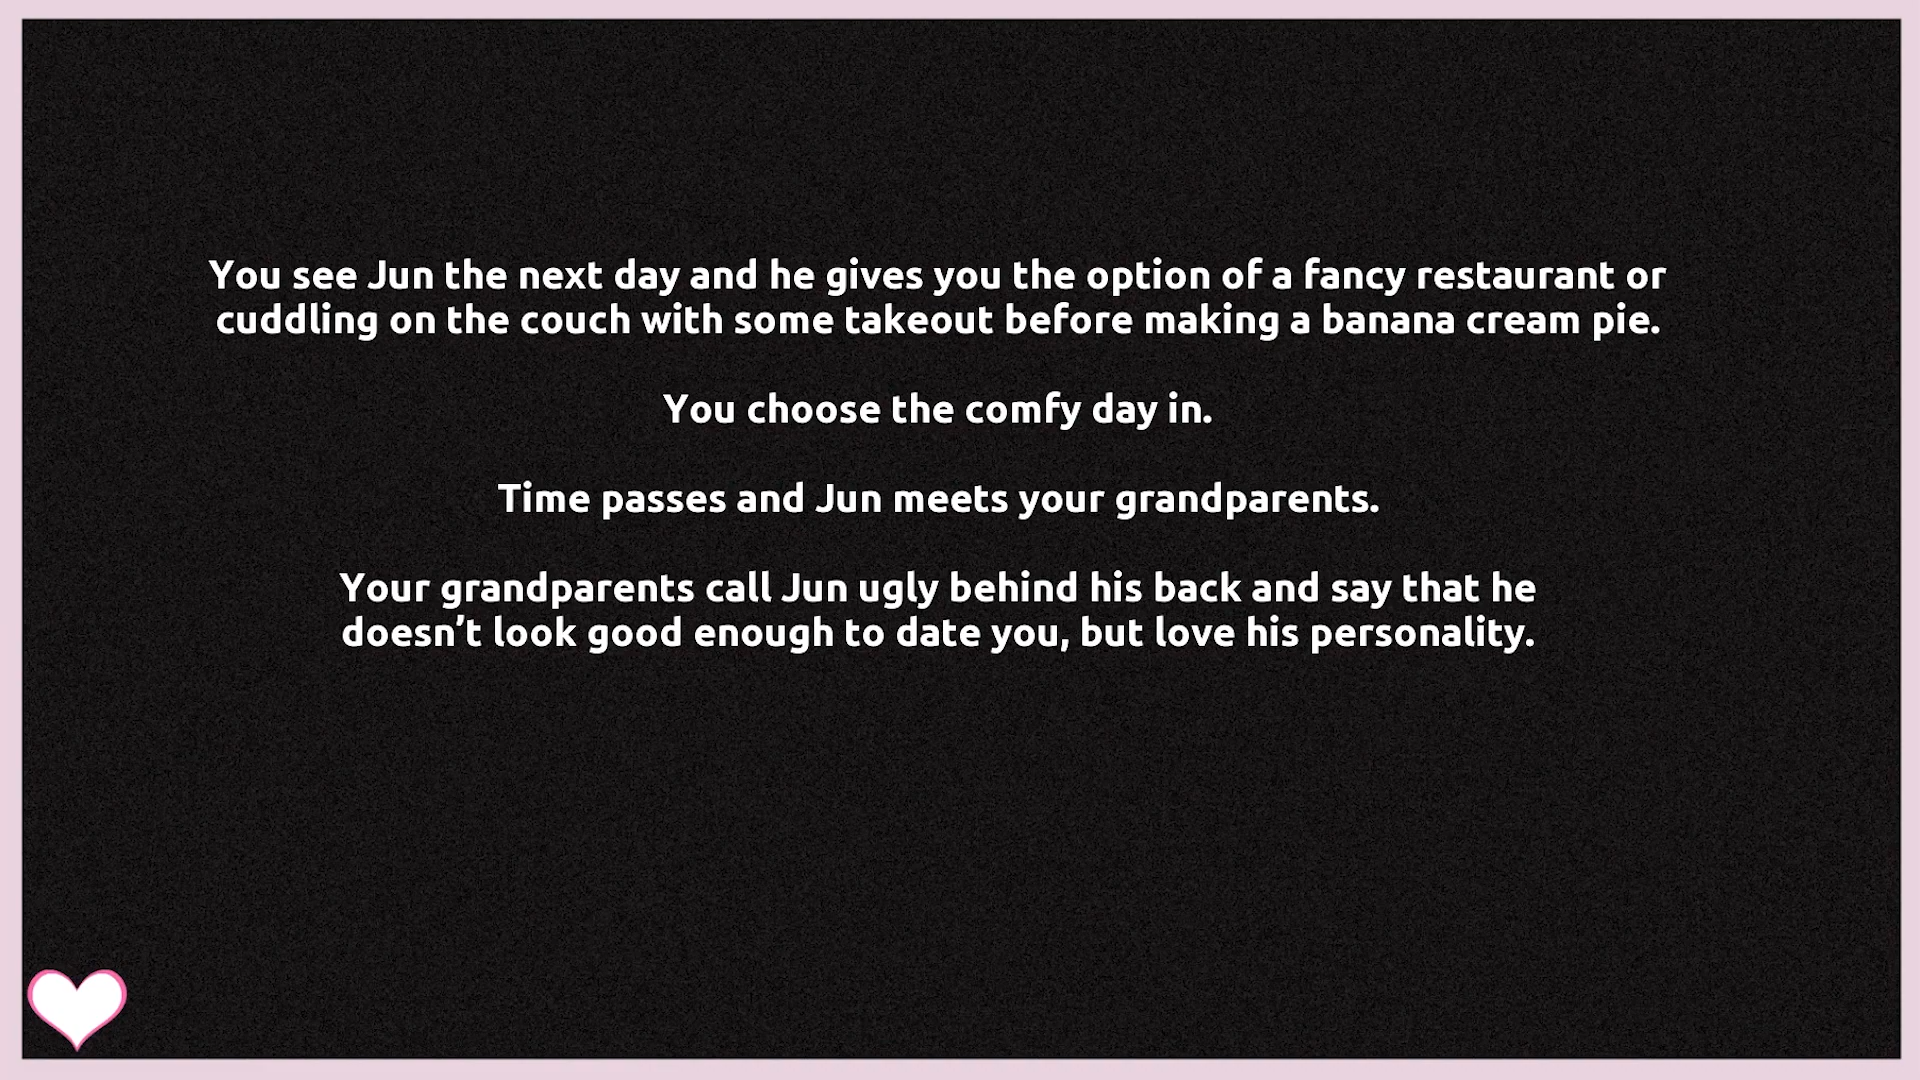 You see Jun the next day and he gives you the option of a fancy restaurant or
cuddling on the couch with some takeout before making a banana cream pie.
You choose the comfy day in.
Time passes and Jun meets your grandparents.
Your grandparents call Jun ugly behind his back and say that he
doesn’t look good enough to date you, but love his personality.